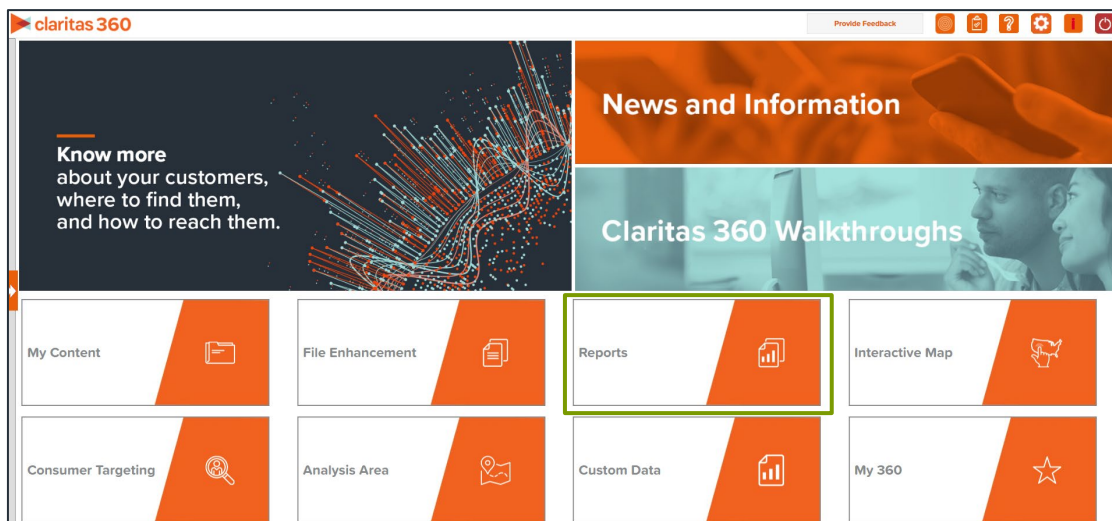 claritas 360
Provide Feedback
Know more
about your customers,
where to find them,
and how to reach them.
News and Information
Claritas 360 Walkthroughs
My Content
File Enhancement
Reports
Interactive Map
Consumer Targeting
Analysis Area
Custom Data
My 360